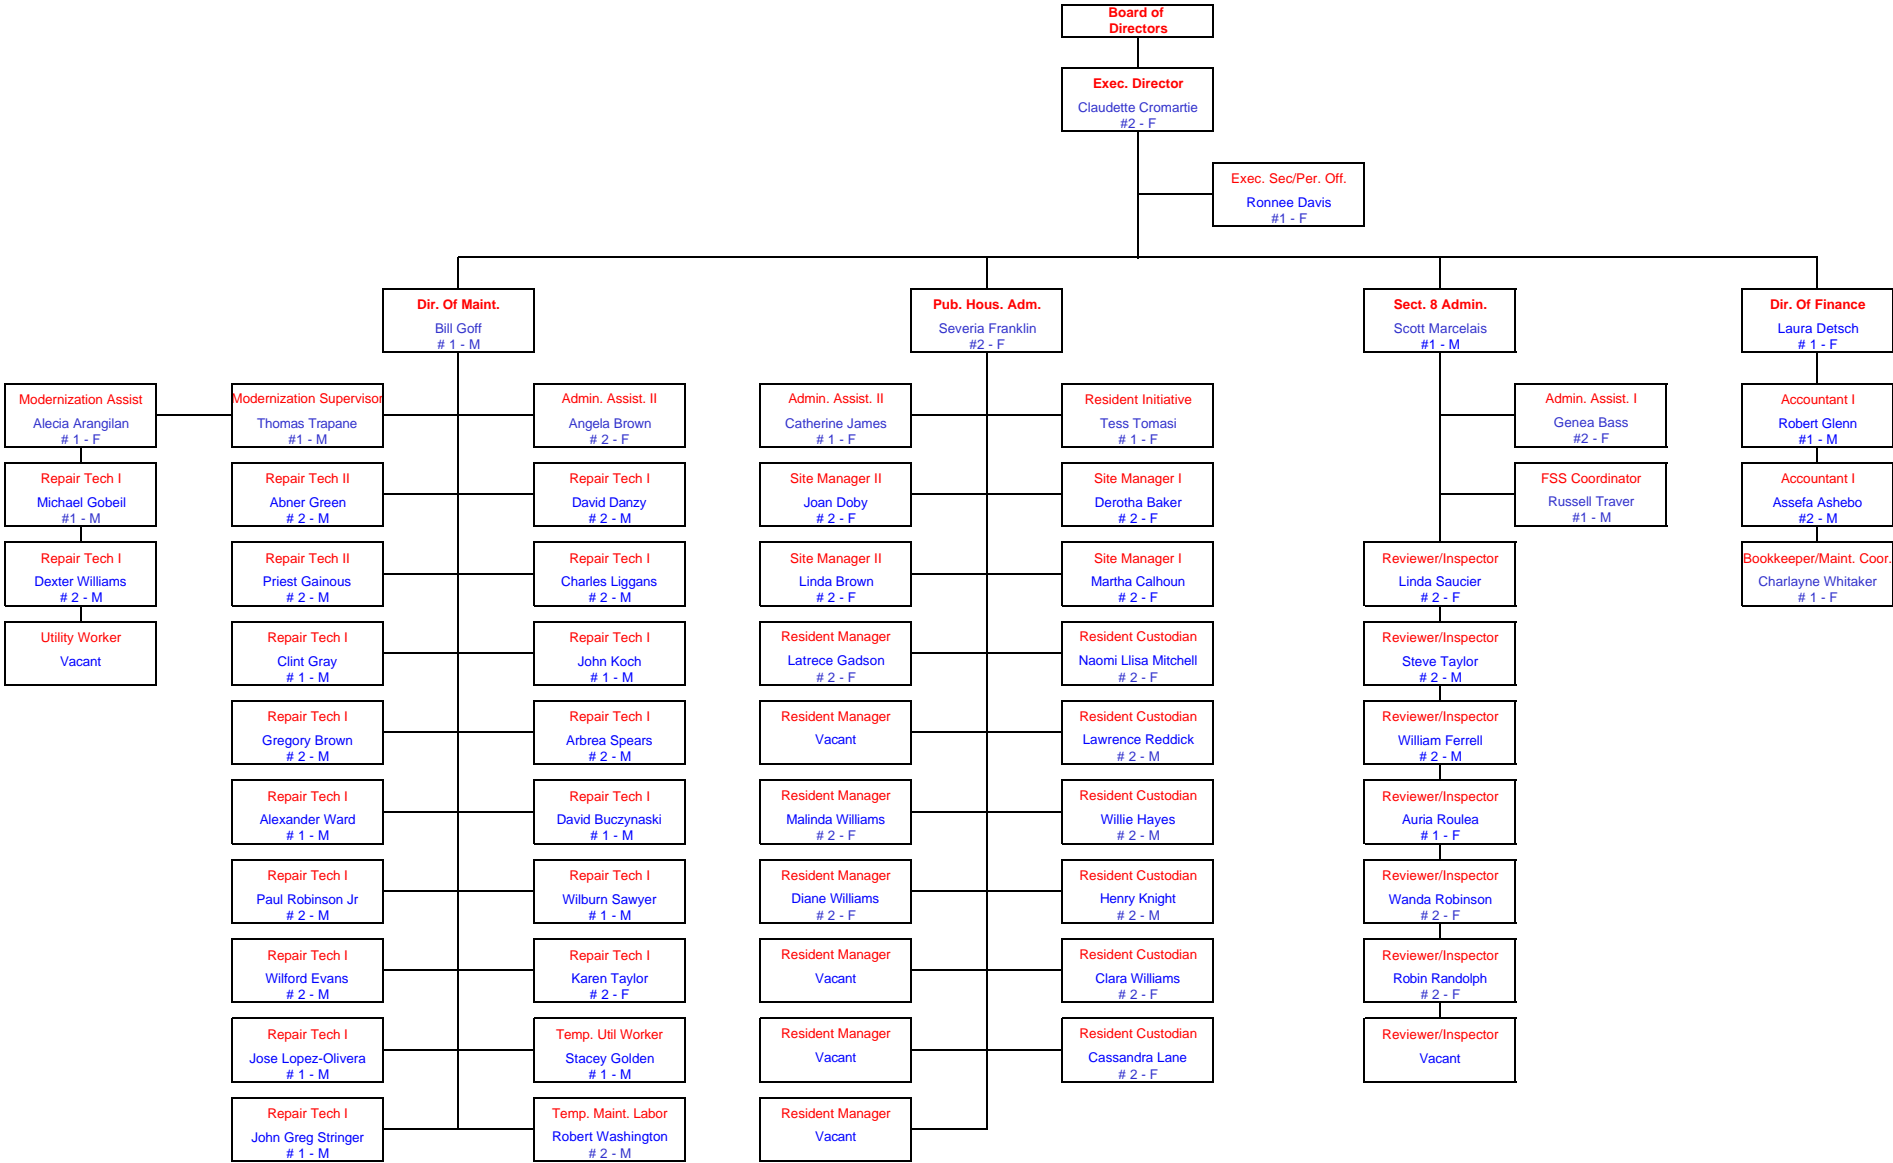 Board of
Directors
Exec. Director
Claudette Cromartie
#2 - F
Exec. Sec/Per. Off.
Ronnee Davis
#1 - F
Dir. Of Maint.
Bill Goff
# 1 - M
Pub. Hous. Adm.
Severia Franklin
#2 - F
Sect. 8 Admin.
Scott Marcelais
#1 - M
Dir. Of Finance
Laura Detsch
# 1 - F
Modernization Assist
Alecia Arangilan
# 1 - F
Repair Tech I
Michael Gobeil
#1 - M
Repair Tech I
Dexter Williams
# 2 - M
Utility Worker
Vacant
Modernization Supervisor
Thomas Trapane
#1 - M
Repair Tech II
Abner Green
# 2 - M
Repair Tech II
Priest Gainous
# 2 - M
Repair Tech I
Clint Gray
# 1 - M
Repair Tech I
Gregory Brown
# 2 - M
Repair Tech I
Alexander Ward
# 1 - M
Repair Tech I
Paul Robinson Jr
# 2 - M
Repair Tech I
Wilford Evans
# 2 - M
Repair Tech I
Jose Lopez-Olivera
# 1 - M
Repair Tech I
John Greg Stringer
# 1 - M
Admin. Assist. II
Angela Brown
# 2 - F
Repair Tech I
David Danzy
# 2 - M
Repair Tech I
Charles Liggans
# 2 - M
Repair Tech I
John Koch
# 1 - M
Repair Tech I
Arbrea Spears
# 2 - M
Repair Tech I
David Buczynaski
# 1 - M
Repair Tech I
Wilburn Sawyer
# 1 - M
Repair Tech I
Karen Taylor
# 2 - F
Temp. Util Worker
Stacey Golden
# 1 - M
Temp. Maint. Labor
Robert Washington
# 2 - M
Admin. Assist. II
Catherine James
# 1 - F
Site Manager II
Joan Doby
# 2 - F
Site Manager II
Linda Brown
# 2 - F
Resident Manager
Latrece Gadson
# 2 - F
Resident Manager
Vacant
Resident Manager
Malinda Williams
# 2 - F
Resident Manager
Diane Williams
# 2 - F
Resident Manager
Vacant
Resident Manager
Vacant
Resident Manager
Vacant
Resident Initiative
Tess Tomasi
# 1 - F
Site Manager I
Derotha Baker
# 2 - F
Site Manager I
Martha Calhoun
# 2 - F
Resident Custodian
Naomi Llisa Mitchell
# 2 - F
Resident Custodian
Lawrence Reddick
# 2 - M
Resident Custodian
Willie Hayes
# 2 - M
Resident Custodian
Henry Knight
# 2 - M
Resident Custodian
Clara Williams
# 2 - F
Resident Custodian
Cassandra Lane
# 2 - F
Admin. Assist. I
Genea Bass
#2 - F
FSS Coordinator
Russell Traver
#1 - M
Reviewer/Inspector
Linda Saucier
# 2 - F
Reviewer/Inspector
Steve Taylor
# 2 - M
Reviewer/Inspector
William Ferrell
# 2 - M
Reviewer/Inspector
Auria Roulea
# 1 - F
Reviewer/Inspector
Wanda Robinson
# 2 - F
Reviewer/Inspector
Robin Randolph
# 2 - F
Reviewer/Inspector
Vacant
Accountant I
Robert Glenn
#1 - M
Accountant I
Assefa Ashebo
#2 - M
Bookkeeper/Maint. Coor.
Charlayne Whitaker
# 1 - F